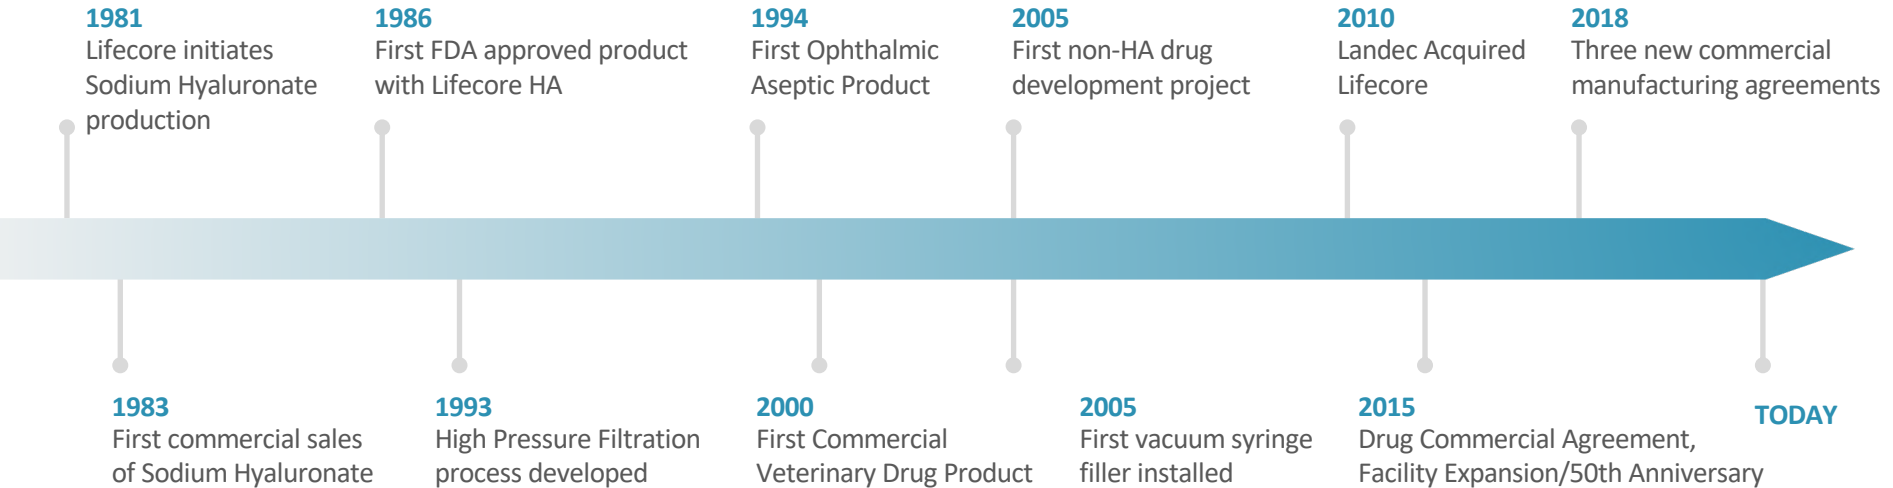 1981
Lifecore initiates
Sodium Hyaluronate
production
1986
First FDA approved product
with Lifecore HA
1994
First Ophthalmic
Aseptic Product
2005
First non-HA drug
development project
2010
Landec Acquired
Lifecore
2018
Three new commercial
manufacturing agreements
1983
First commercial sales
of Sodium Hyaluronate
1993
High Pressure Filtration
process developed
2000
First Commercial
Veterinary Drug Product
2005
First vacuum syringe
filler installed
2015
Drug Commercial Agreement,
Facility Expansion/50th Anniversary
TODAY